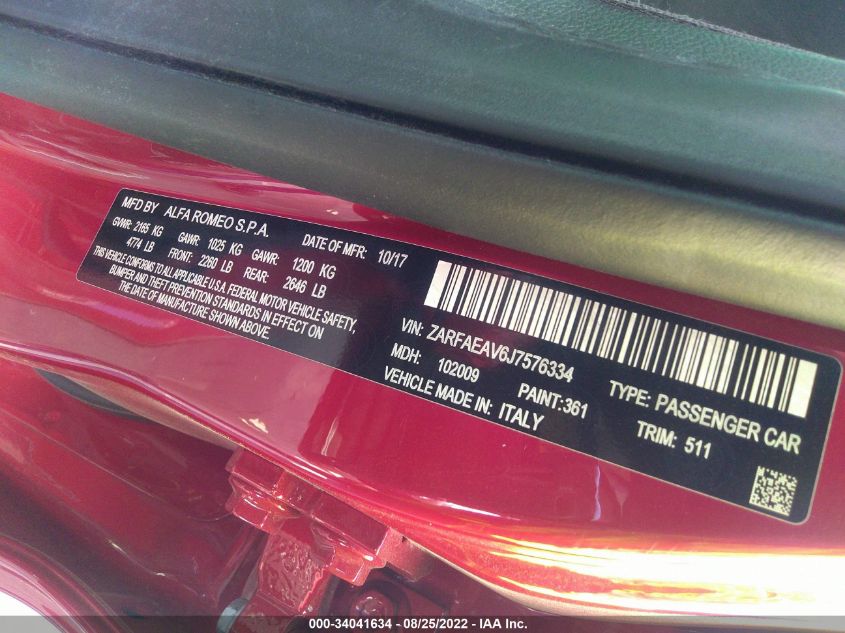 MFD BY ALFA ROMEO S.P.A. DATE OF MFR: 10/17
GVWR: 2165 KG GAWR: 1025 KG GAWR: 1200 KG
4774 LB FRONT: 2260 LB REAR: 2646 LB
THIS VEHICLE CONFORMS TO ALL APPLICABLE U.S.A. FEDERAL MOTOR VEHICLE SAFETY,
BUMPER, AND THEFT PREVENTION STANDARDS IN EFFECT ON
THE DATE OF MANUFACTURE SHOWN ABOVE.
VIN: ZARFAEAV6J7576334 TYPE: PASSENGER CAR
MDH: 102009 PAINT:361 TRIM: 511
VEHICLE MADE IN: ITALY
000-34041634 - 08/25/2022 - IAA Inc.